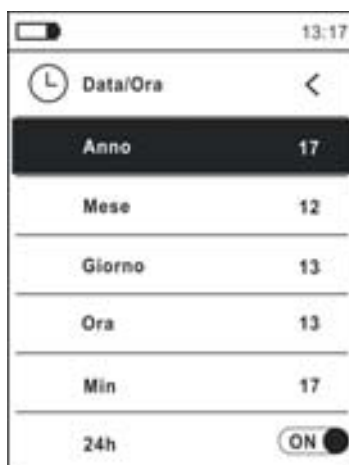 13:17
Data/Ora <
Anno 17
Mese 12
Giorno 13
Ora 13
Min 17
24h ON